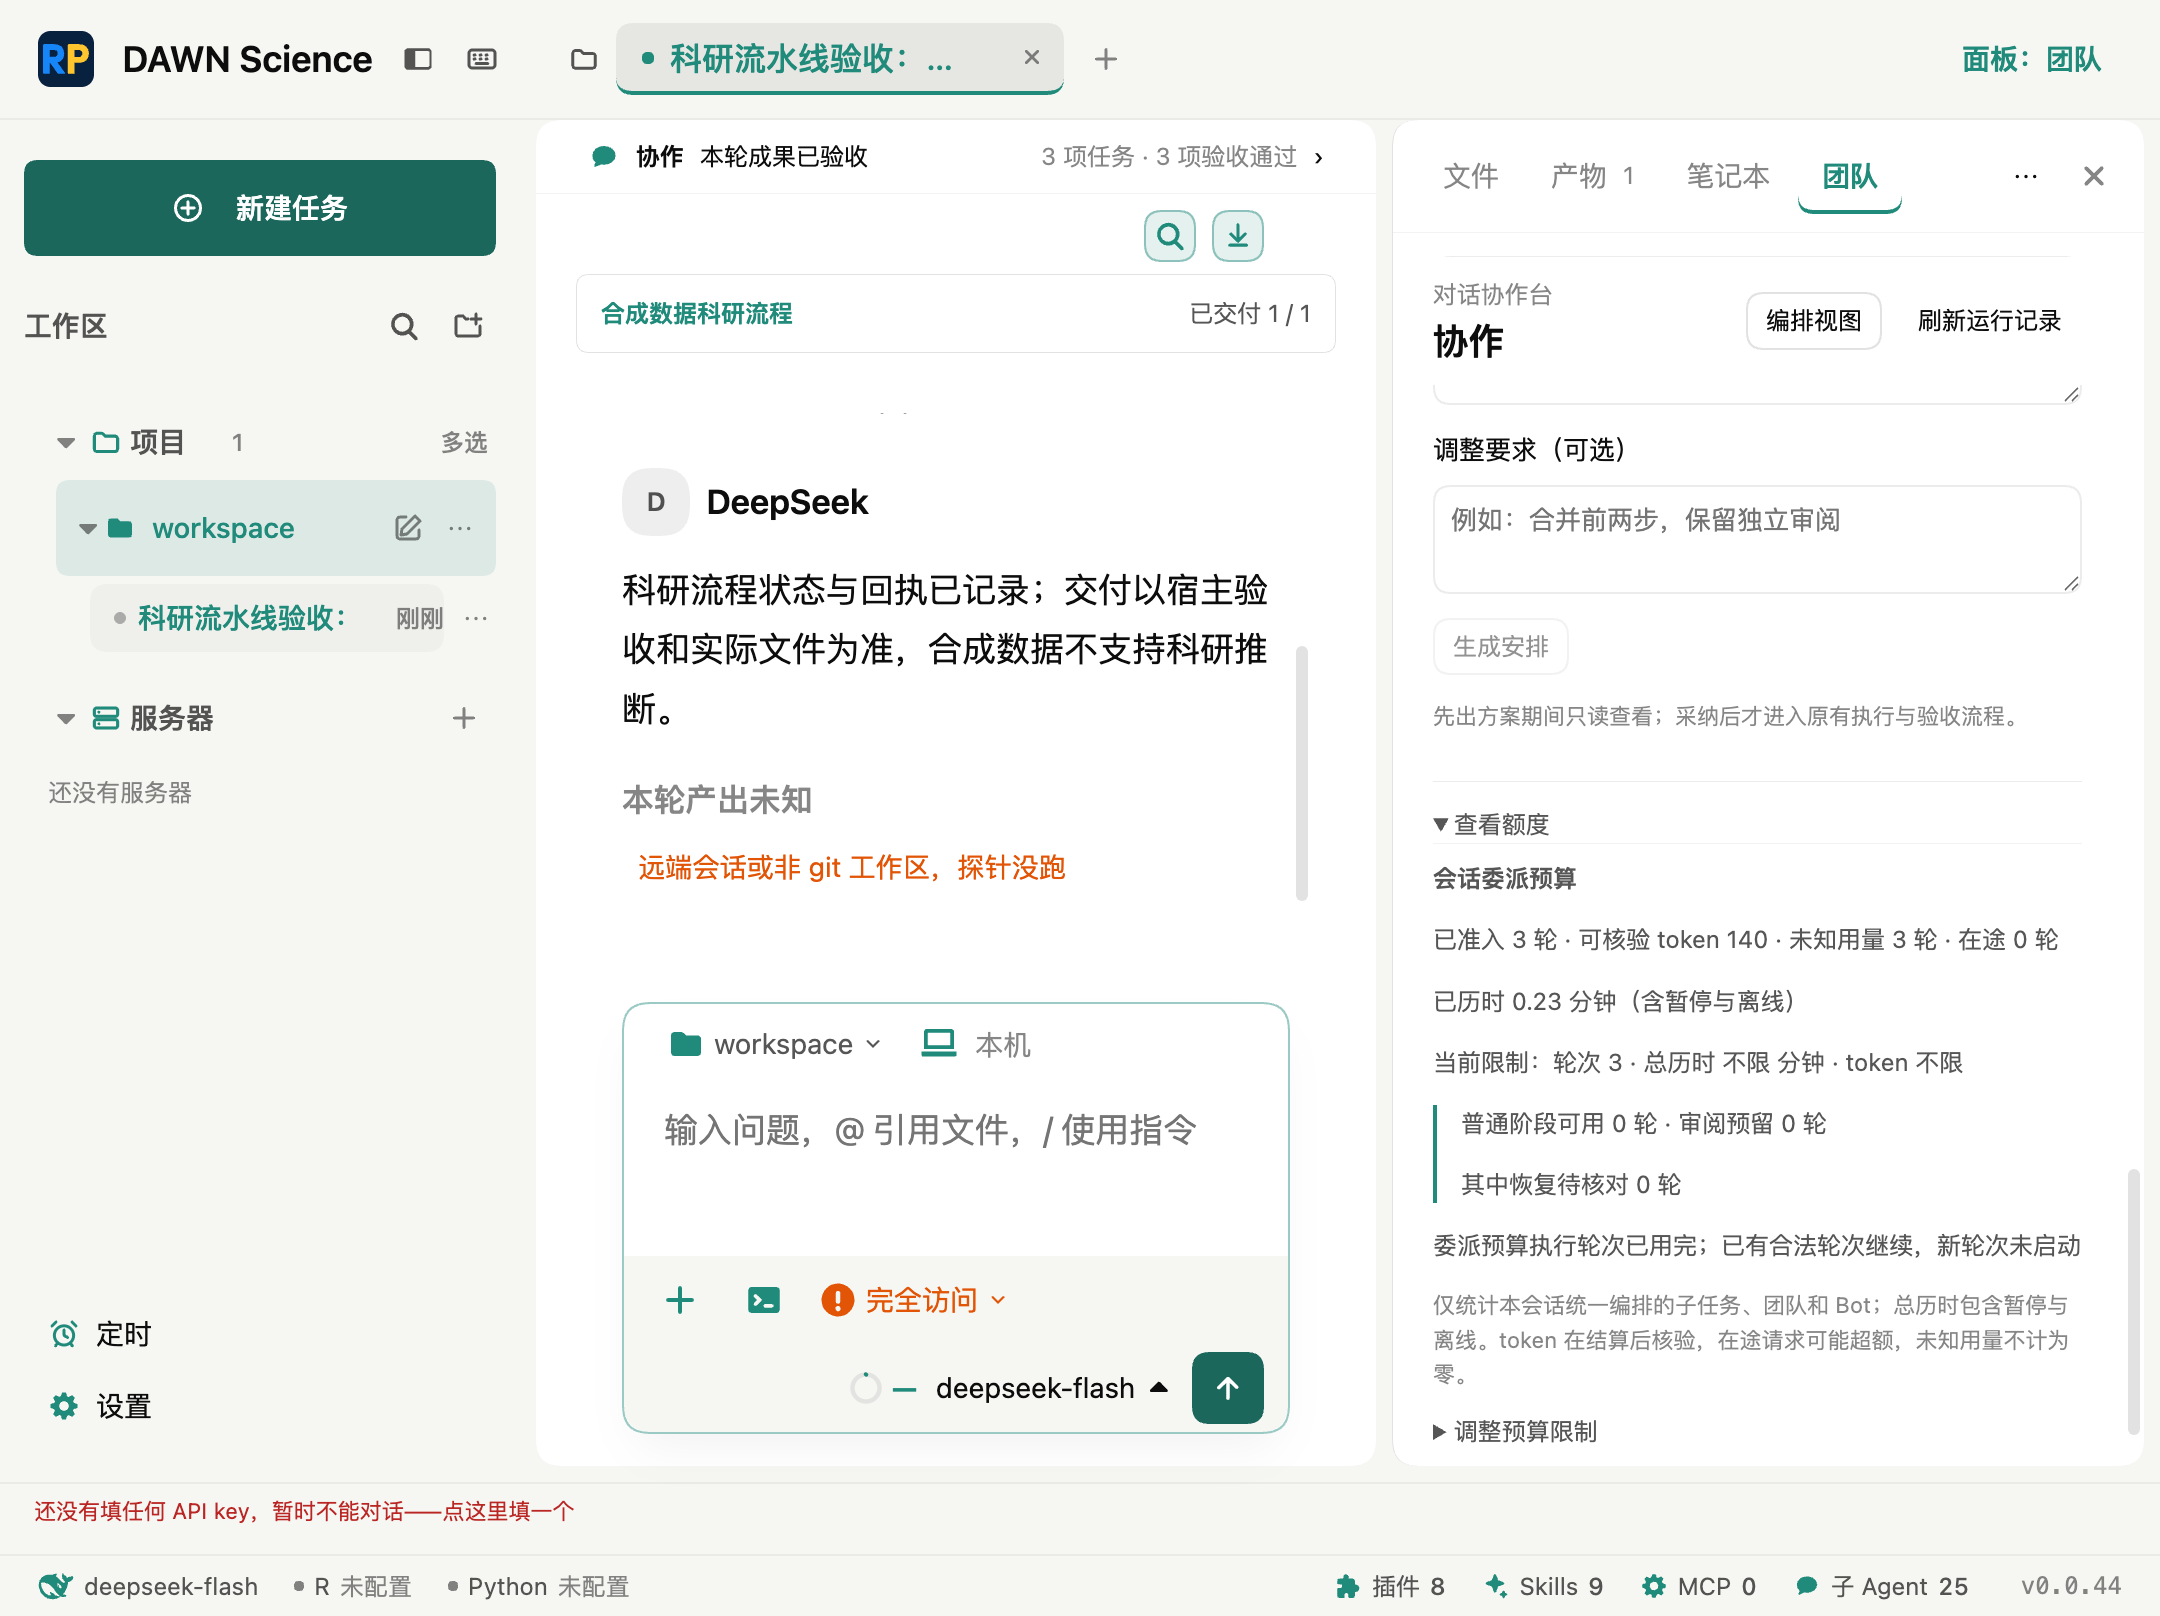 RP DAWN Science
科研流水线验收：...
面板：团队
新建任务
工作区
项目 1 多选
workspace
科研流水线验收： 刚刚
服务器
还没有服务器
定时
设置
协作 本轮成果已验收 3 项任务 · 3 项验收通过
合成数据科研流程 已交付 1 / 1
D DeepSeek
科研流程状态与回执已记录；交付以宿主验
收和实际文件为准，合成数据不支持科研推
断。
本轮产出未知
远端会话或非 git 工作区，探针没跑
workspace 本机
输入问题，@ 引用文件，/ 使用指令
完全访问
deepseek-flash
文件 产物 1 笔记本 团队
对话协作台
协作
编排视图 刷新运行记录
调整要求（可选）
例如：合并前两步，保留独立审阅
生成安排
先出方案期间只读查看；采纳后才进入原有执行与验收流程。
查看额度
会话委派预算
已准入 3 轮 · 可核验 token 140 · 未知用量 3 轮 · 在途 0 轮
已历时 0.23 分钟（含暂停与离线）
当前限制：轮次 3 · 总历时 不限 分钟 · token 不限
普通阶段可用 0 轮 · 审阅预留 0 轮
其中恢复待核对 0 轮
委派预算执行轮次已用完；已有合法轮次继续，新轮次未启动
仅统计本会话统一编排的子任务、团队和 Bot；总历时包含暂停与
离线。token 在结算后核验，在途请求可能超额，未知用量不计为
零。
调整预算限制
还没有填任何 API key，暂时不能对话——点这里填一个
deepseek-flash R 未配置 Python 未配置
插件 8 Skills 9 MCP 0 子 Agent 25 v0.0.44